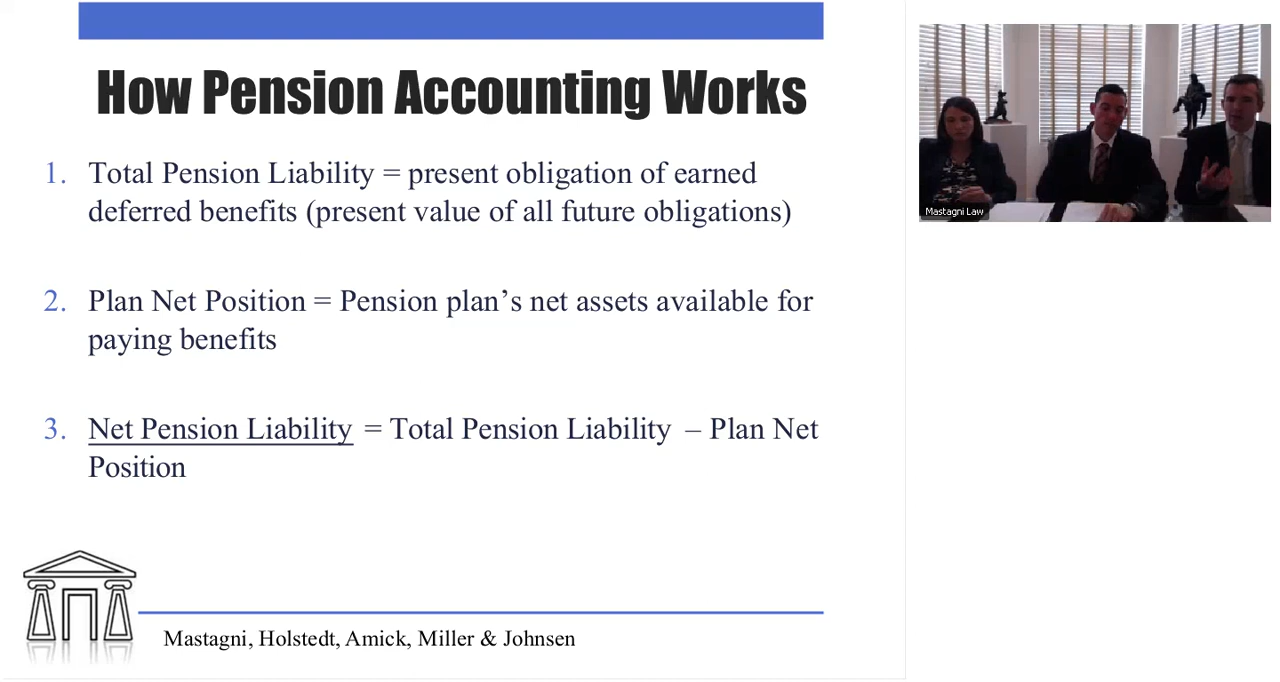 How Pension Accounting Works
1. Total Pension Liability = present obligation of earned
deferred benefits (present value of all future obligations)
2. Plan Net Position = Pension plan’s net assets available for
paying benefits
3. Net Pension Liability = Total Pension Liability – Plan Net
Position
Mastagni, Holstedt, Amick, Miller & Johnsen
Mastagni Law